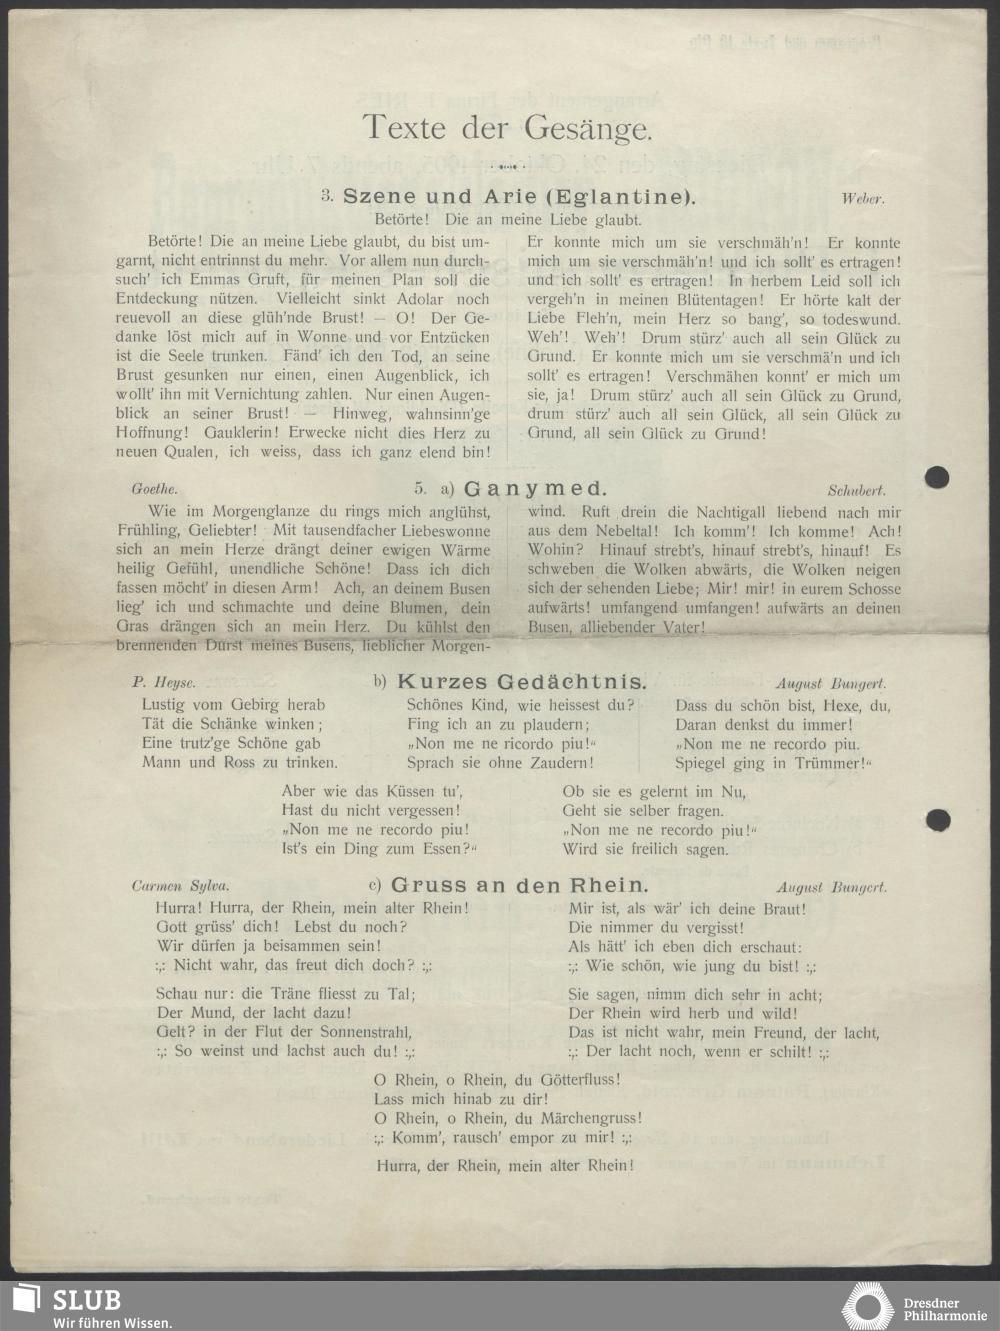 Texte der Gesänge.
3. Szene und Arie (Eglantine). Weber.
Betörte! Die an meine Liebe glaubt.
Betörte! Die an meine Liebe glaubt, du bist um-
garnt, nicht entrinnst du mehr. Vor allem nun durch-
such' ich Emmas Gruft, für meinen Plan soll die
Entdeckung nützen. Vielleicht sinkt Adolar noch
reuevoll an diese glüh'nde Brust! — O! Der Ge-
danke löst mich auf in Wonne und vor Entzücken
ist die Seele trunken. Fänd' ich den Tod, an seine
Brust gesunken nur einen, einen Augenblick, ich
wollt' ihn mit Vernichtung zahlen. Nur einen Augen-
blick an seiner Brust! — Hinweg, wahnsinn'ge
Hoffnung! Gauklerin! Erwecke nicht dies Herz zu
neuen Qualen, ich weiss, dass ich ganz elend bin!
Er konnte mich um sie verschmäh'n! Er konnte
mich um sie verschmäh'n! und ich sollt' es ertragen!
und ich sollt' es ertragen! In herbem Leid soll ich
vergeh'n in meinen Blütentagen! Er hörte kalt der
Liebe Fleh'n, mein Herz so bang', so todeswund.
Weh'! Weh'! Drum stürz' auch all sein Glück zu
Grund. Er konnte mich um sie verschmä'n und ich
sollt' es ertragen! Verschmähen konnt' er mich um
sie, ja! Drum stürz' auch all sein Glück zu Grund,
drum stürz' auch all sein Glück, all sein Glück zu
Grund, all sein Glück zu Grund!
Goethe. 5. a) Ganymed. Schubert.
Wie im Morgenglanze du rings mich anglühst,
Frühling, Geliebter! Mit tausendfacher Liebeswonne
sich an mein Herze drängt deiner ewigen Wärme
heilig Gefühl, unendliche Schöne! Dass ich dich
fassen möcht' in diesen Arm! Ach, an deinem Busen
lieg' ich und schmachte und deine Blumen, dein
Gras drängen sich an mein Herz. Du kühlst den
brennenden Durst meines Busens, lieblicher Morgen-
wind. Ruft drein die Nachtigall liebend nach mir
aus dem Nebeltal! Ich komm'! Ich komme! Ach!
Wohin? Hinauf strebt's, hinauf strebt's, hinauf! Es
schweben die Wolken abwärts, die Wolken neigen
sich der sehenden Liebe; Mir! mir! in eurem Schosse
aufwärts! umfangend umfangen! aufwärts an deinen
Busen, alliebender Vater!
P. Heyse. b) Kurzes Gedächtnis. August Bungert.
Lustig vom Gebirg herab
Tät die Schänke winken;
Eine trutz'ge Schöne gab
Mann und Ross zu trinken.
Schönes Kind, wie heissest du?
Fing ich an zu plaudern;
„Non me ne ricordo piu!“
Sprach sie ohne Zaudern!
Dass du schön bist, Hexe, du,
Daran denkst du immer!
„Non me ne recordo piu.
Spiegel ging in Trümmer!“
Aber wie das Küssen tu',
Hast du nicht vergessen!
„Non me ne recordo piu!
Ist's ein Ding zum Essen?“
Ob sie es gelernt im Nu,
Geht sie selber fragen.
„Non me ne recordo piu!“
Wird sie freilich sagen.
Carmen Sylva. c) Gruss an den Rhein. August Bungert.
Hurra! Hurra, der Rhein, mein alter Rhein!
Gott grüss' dich! Lebst du noch?
Wir dürfen ja beisammen sein!
:,: Nicht wahr, das freut dich doch? :,:
Schau nur: die Träne fliesst zu Tal;
Der Mund, der lacht dazu!
Gelt? in der Flut der Sonnenstrahl,
:,: So weinst und lachst auch du! :,:
Mir ist, als wär' ich deine Braut!
Die nimmer du vergisst!
Als hätt' ich eben dich erschaut:
:,: Wie schön, wie jung du bist! :,:
Sie sagen, nimm dich sehr in acht;
Der Rhein wird herb und wild!
Das ist nicht wahr, mein Freund, der lacht,
:,: Der lacht noch, wenn er schilt! :,:
O Rhein, o Rhein, du Götterfluss!
Lass mich hinab zu dir!
O Rhein, o Rhein, du Märchengruss!
:,: Komm', rausch' empor zu mir! :,:
Hurra, der Rhein, mein alter Rhein!
SLUB
Wir führen Wissen.
Dresdner
Philharmonie